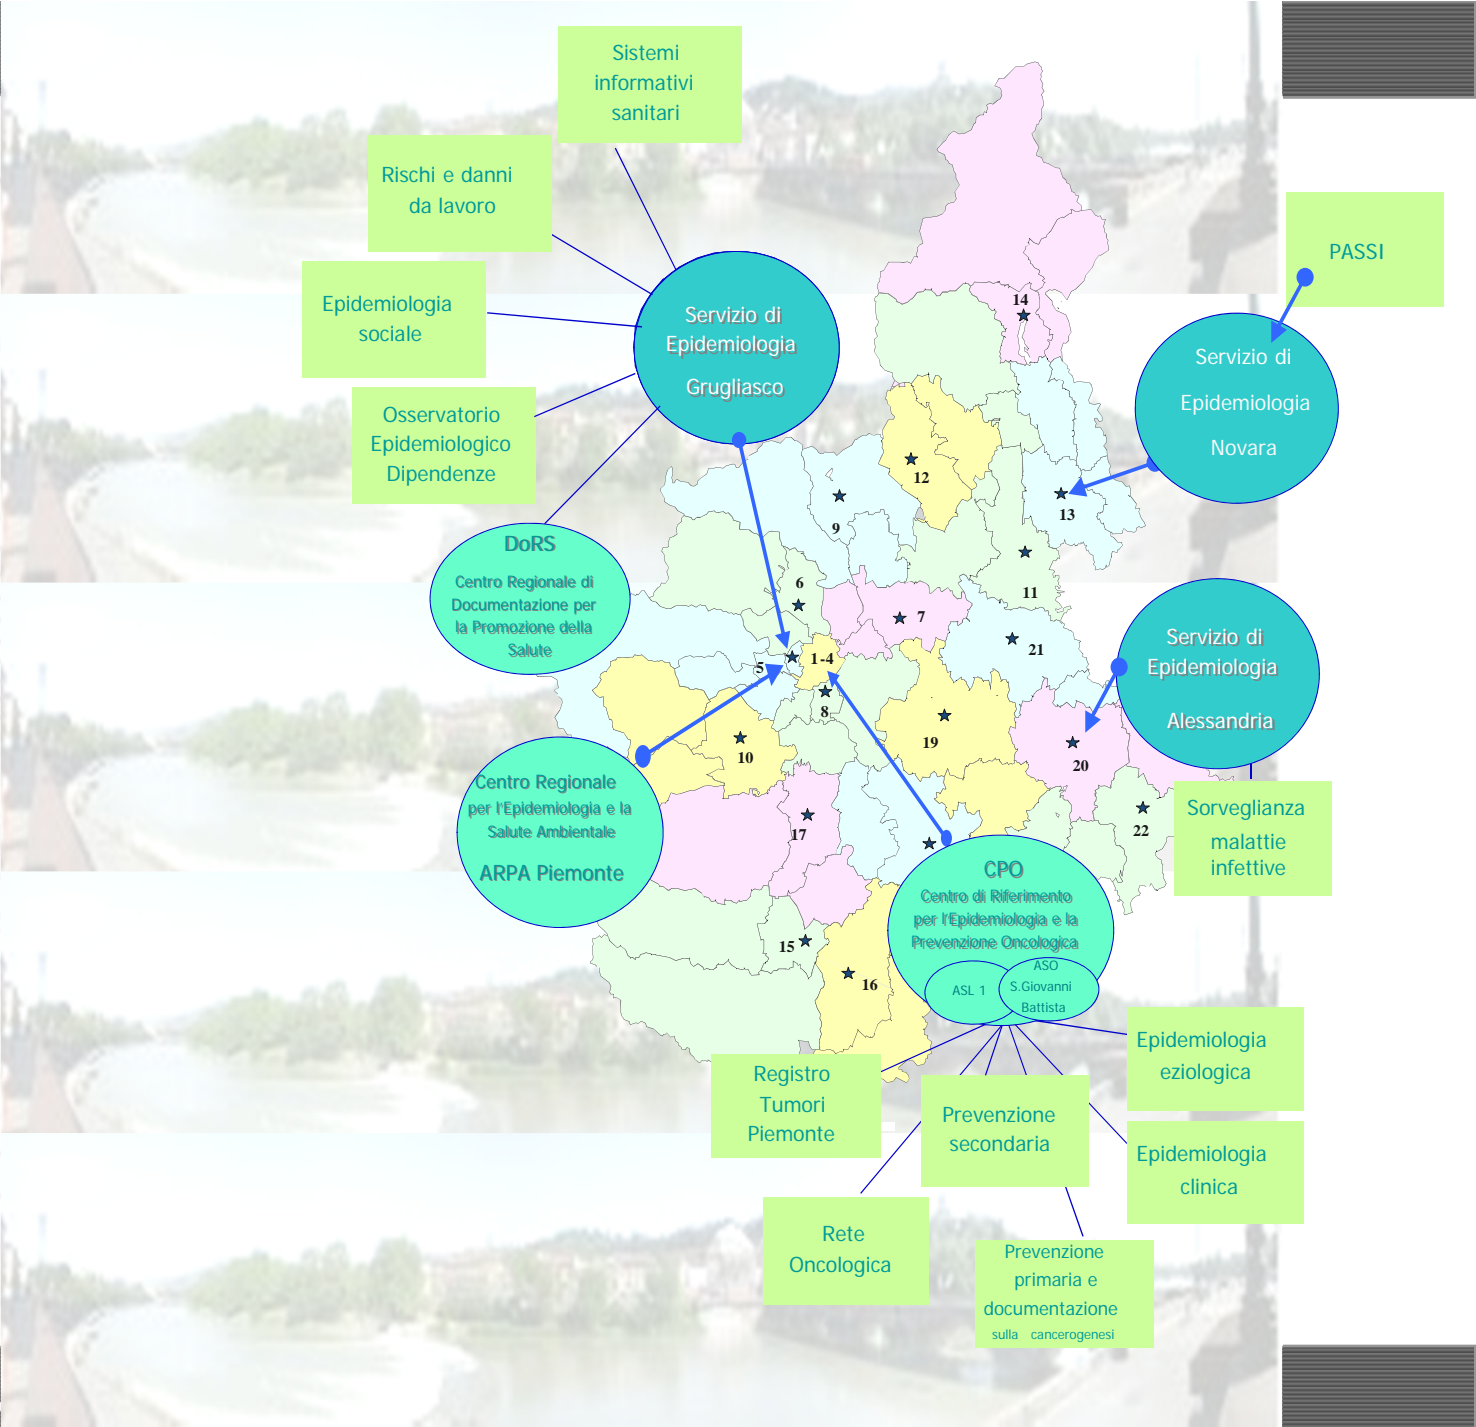 Sistemi
informativi
sanitari
Rischi e danni
da lavoro
Epidemiologia
sociale
Osservatorio
Epidemiologico
Dipendenze
Servizio di
Epidemiologia
Grugliasco
PASSI
Servizio di
Epidemiologia
Novara
DoRS
Centro Regionale di
Documentazione per
la Promozione della
Salute
14
12
13
9
11
6
7
21
5
1-4
8
19
10
20
17
22
15
16
Servizio di
Epidemiologia
Alessandria
Sorveglianza
malattie
infettive
Centro Regionale
per l'Epidemiologia e la
Salute Ambientale
ARPA Piemonte
CPO
Centro di Riferimento
per l'Epidemiologia e la
Prevenzione Oncologica
ASL 1
ASO
S.Giovanni
Battista
Registro
Tumori
Piemonte
Prevenzione
secondaria
Epidemiologia
eziologica
Epidemiologia
clinica
Rete
Oncologica
Prevenzione
primaria e
documentazione
sulla cancerogenesi